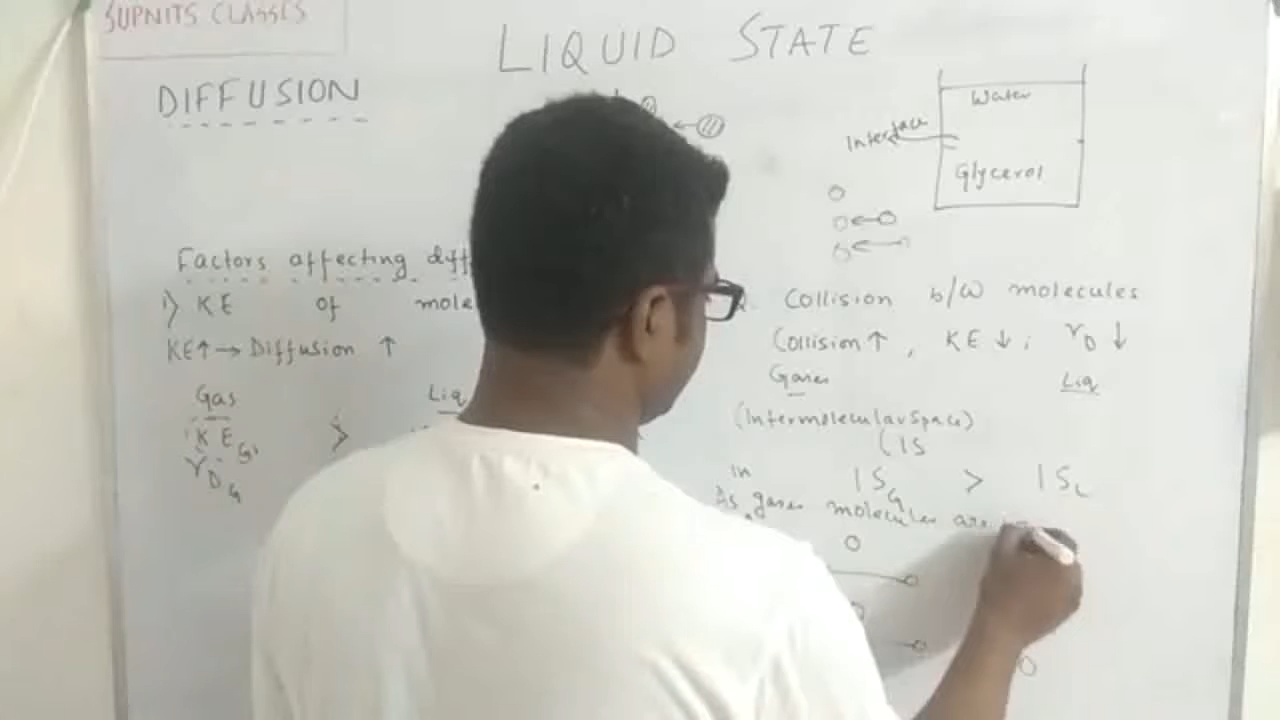 SUPNITS CLASSES
LIQUID STATE
DIFFUSION
Water
Interface
Glycerol
Factors affecting diff
1) KE of mole
KE↑→ Diffusion ↑
Gas Liq
KE_G >
r_D_G
2. Collision b/w molecules
Collision ↑, KE ↓; r_D ↓
Gases Liq
(Intermolecular space)
(IS
IS_G > IS_L
in
As gases molecules are